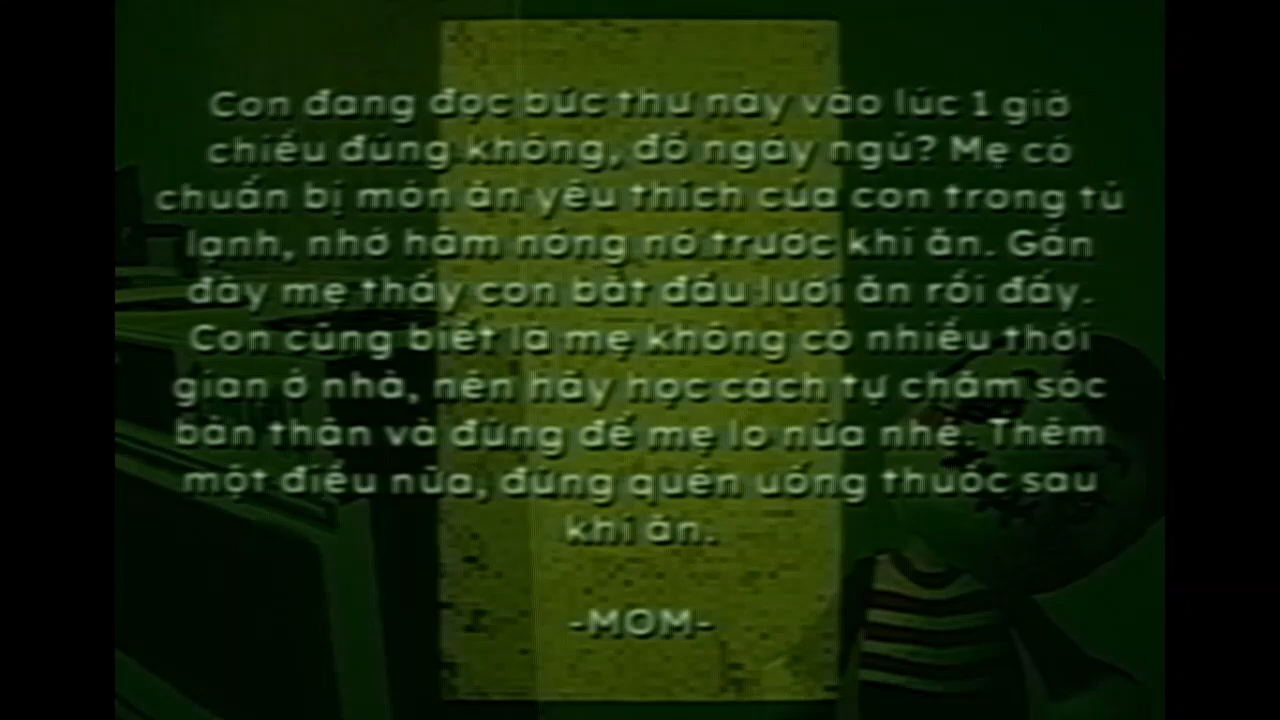 Con đang đọc bức thư này vào lúc 1 giờ
chiều đúng không, đồ ngáy ngủ? Mẹ có
chuẩn bị món ăn yêu thích của con trong tủ
lạnh, nhớ hâm nóng nó trước khi ăn. Gần
đây mẹ thấy con bắt đầu lười ăn rồi đấy.
Con cũng biết là mẹ không có nhiều thời
gian ở nhà, nên hãy học cách tự chăm sóc
bản thân và đừng để mẹ lo nữa nhé. Thêm
một điều nữa, đừng quên uống thuốc sau
khi ăn.
-MOM-